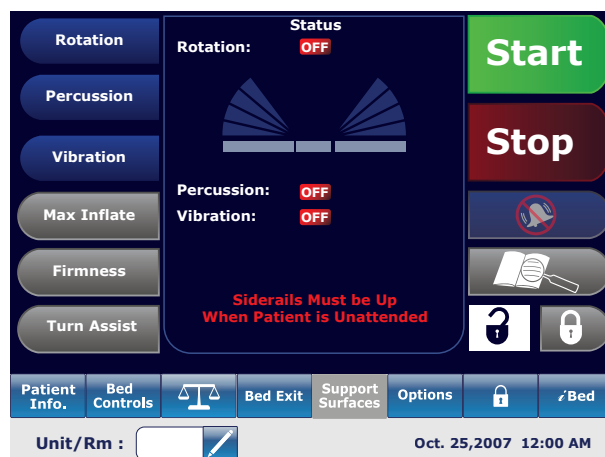 Rotation
Percussion
Vibration
Max Inflate
Firmness
Turn Assist
Status
Rotation: OFF
Percussion: OFF
Vibration: OFF
Siderails Must be Up
When Patient is Unattended
Start
Stop
Patient
Info.
Bed
Controls
Bed Exit
Support
Surfaces
Options
iBed
Unit/Rm :
Oct. 25,2007 12:00 AM